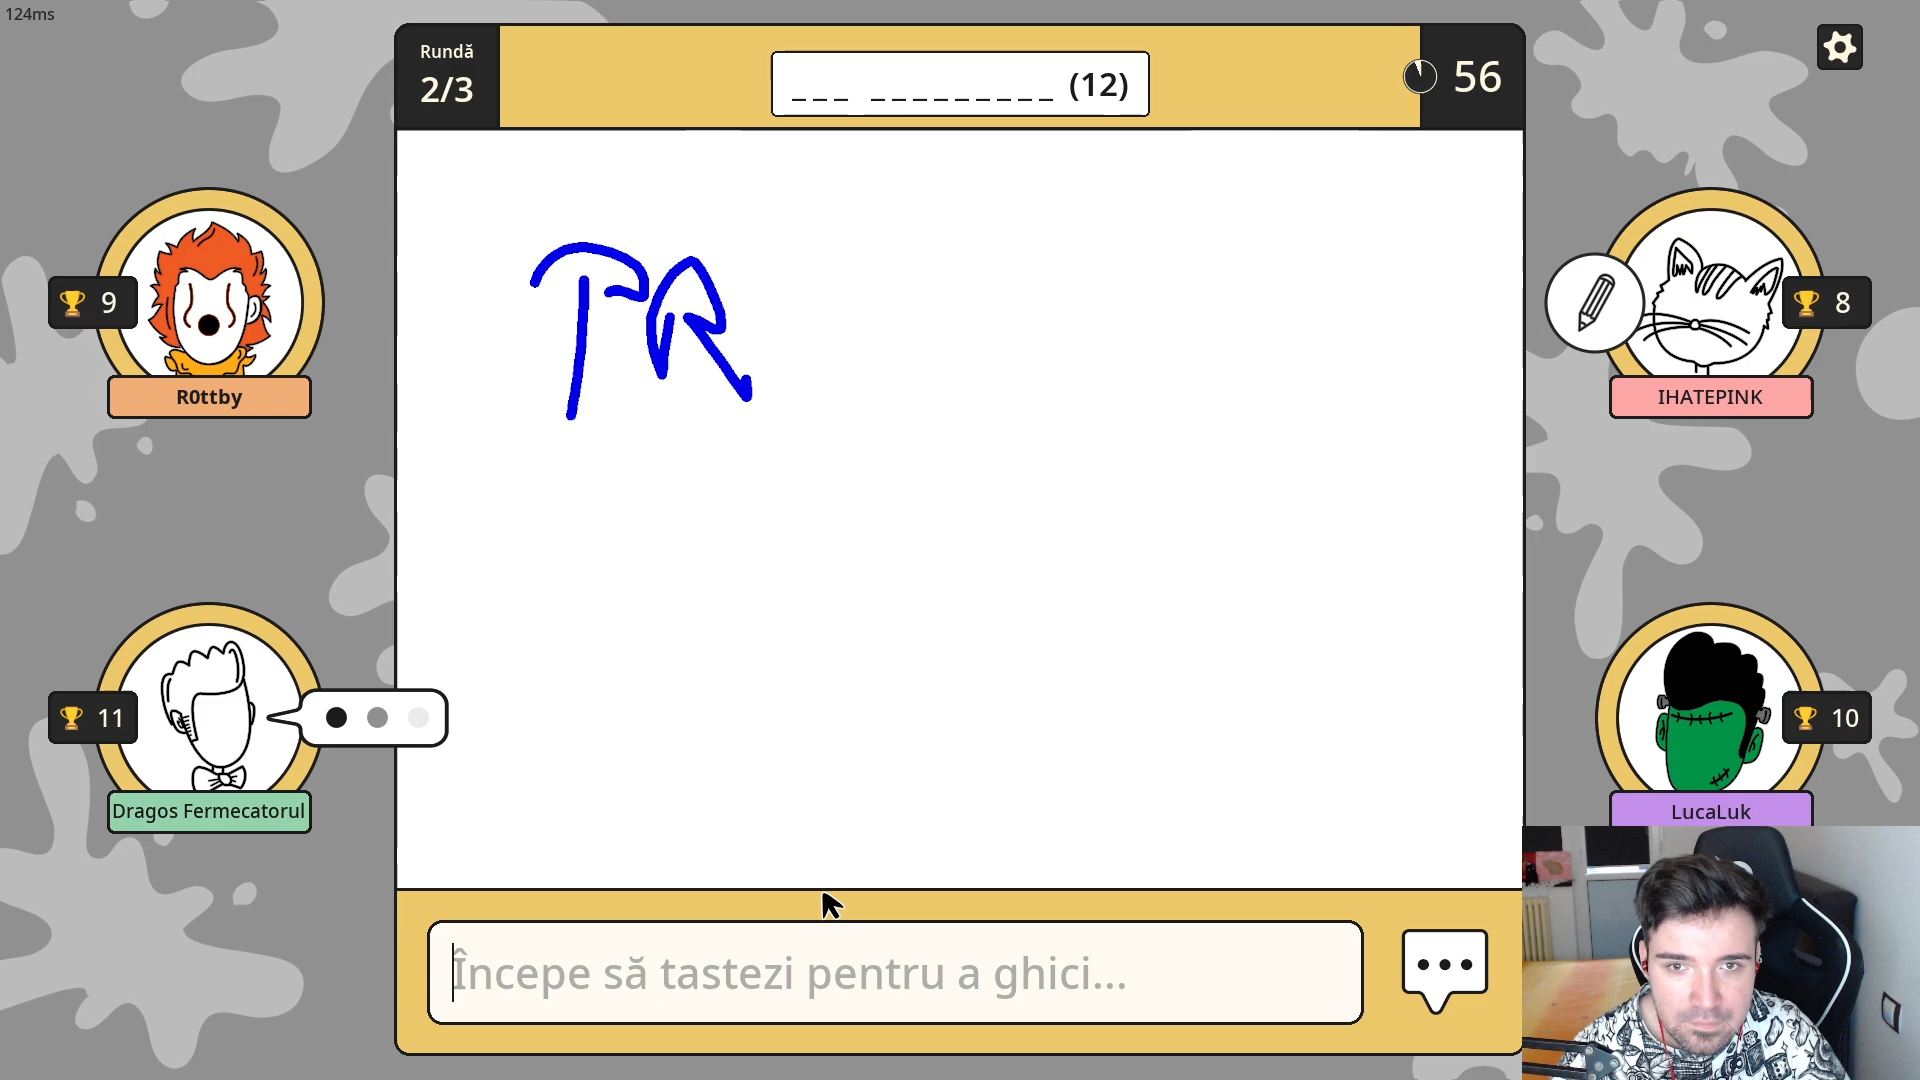 124ms
Rundă
2/3
___ _________ (12)
56
PR
9
R0ttby
8
IHATEPINK
11
Dragos Fermecatorul
10
LucaLuk
Începe să tastezi pentru a ghici...